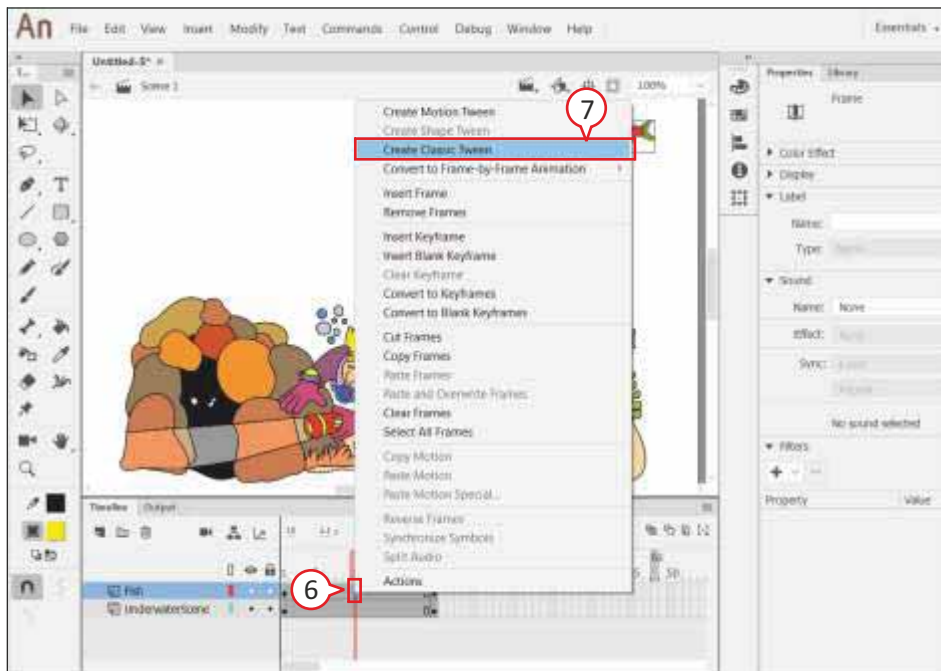 An File Edit View Insert Modify Text Commands Control Debug Window Help Essentials
Untitled-5* ×
Scene 1 100%
Properties Library
Frame
7
Create Motion Tween
Create Shape Tween
Create Classic Tween
Convert to Frame-by-Frame Animation
Insert Frame
Remove Frames
Insert Keyframe
Insert Blank Keyframe
Clear Keyframe
Convert to Keyframes
Convert to Blank Keyframes
Cut Frames
Copy Frames
Paste Frames
Paste and Overwrite Frames
Clear Frames
Select All Frames
Copy Motion
Paste Motion
Paste Motion Special...
Reverse Frames
Synchronize Symbols
Split Audio
Actions
Color Effect
Display
Label
Name:
Type:
Sound
Name: None
Effect:
Sync:
No sound selected
Filters
Property Value
Timeline Output
50
6
Fish
UnderwaterScene